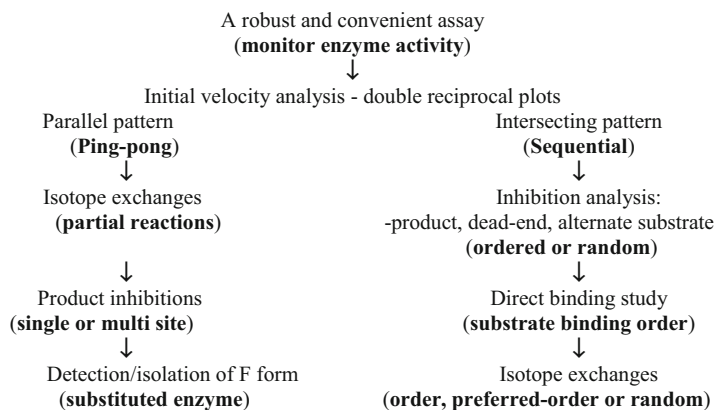 A robust and convenient assay
(monitor enzyme activity)
↓
Initial velocity analysis - double reciprocal plots
Parallel pattern
(Ping-pong)
↓
Isotope exchanges
(partial reactions)
↓
Product inhibitions
(single or multi site)
↓
Detection/isolation of F form
(substituted enzyme)
Intersecting pattern
(Sequential)
↓
Inhibition analysis:
-product, dead-end, alternate substrate
(ordered or random)
↓
Direct binding study
(substrate binding order)
↓
Isotope exchanges
(order, preferred-order or random)